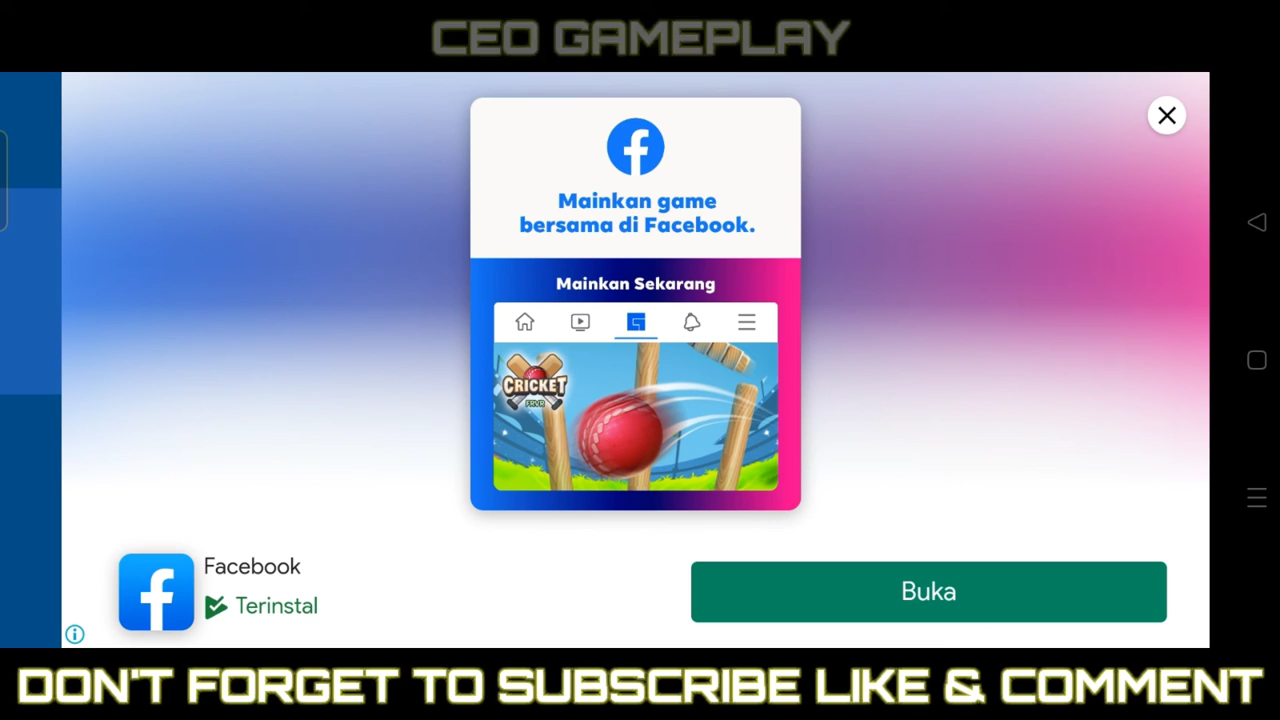 CEO GAMEPLAY
Mainkan game
bersama di Facebook.
Mainkan Sekarang
CRICKET
FRVR
Facebook
Terinstal
Buka
DON'T FORGET TO SUBSCRIBE LIKE & COMMENT